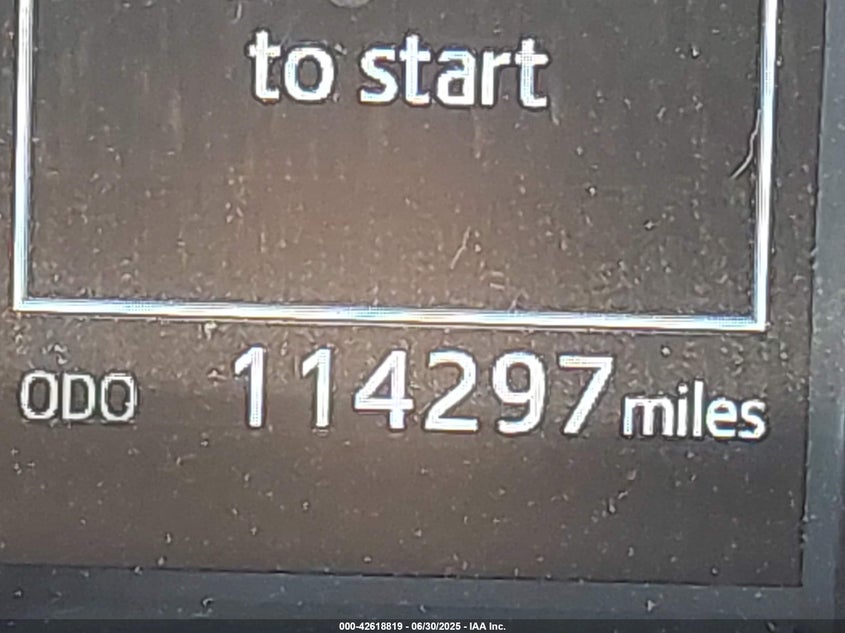 to start
ODO 114297 miles
000-42618819 - 06/30/2025 - IAA Inc.